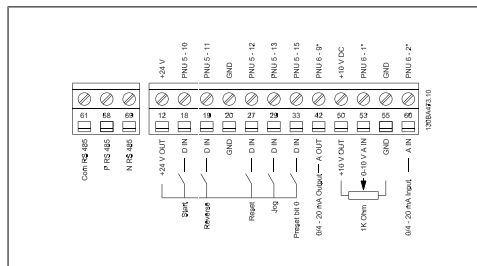 +24 V
PNU 5 - 10
PNU 5 - 11
GND
PNU 5 - 12
PNU 5 - 13
PNU 5 - 15
PNU 6 - 9*
+10 V DC
PNU 6 - 1*
GND
PNU 6 - 2*
61 58 69 12 18 19 20 27 29 33 42 50 53 55 60
130BA473.10
Com RS 485
P RS 485
N RS 485
+24 V OUT
D IN
D IN
GND
D IN
D IN
D IN
A OUT
+10 V OUT
0-10 V A IN
GND
A IN
Start
Reverse
Reset
Jog
Preset bit 0
0/4 - 20 mA Output
1K Ohm
0/4 - 20 mA Input